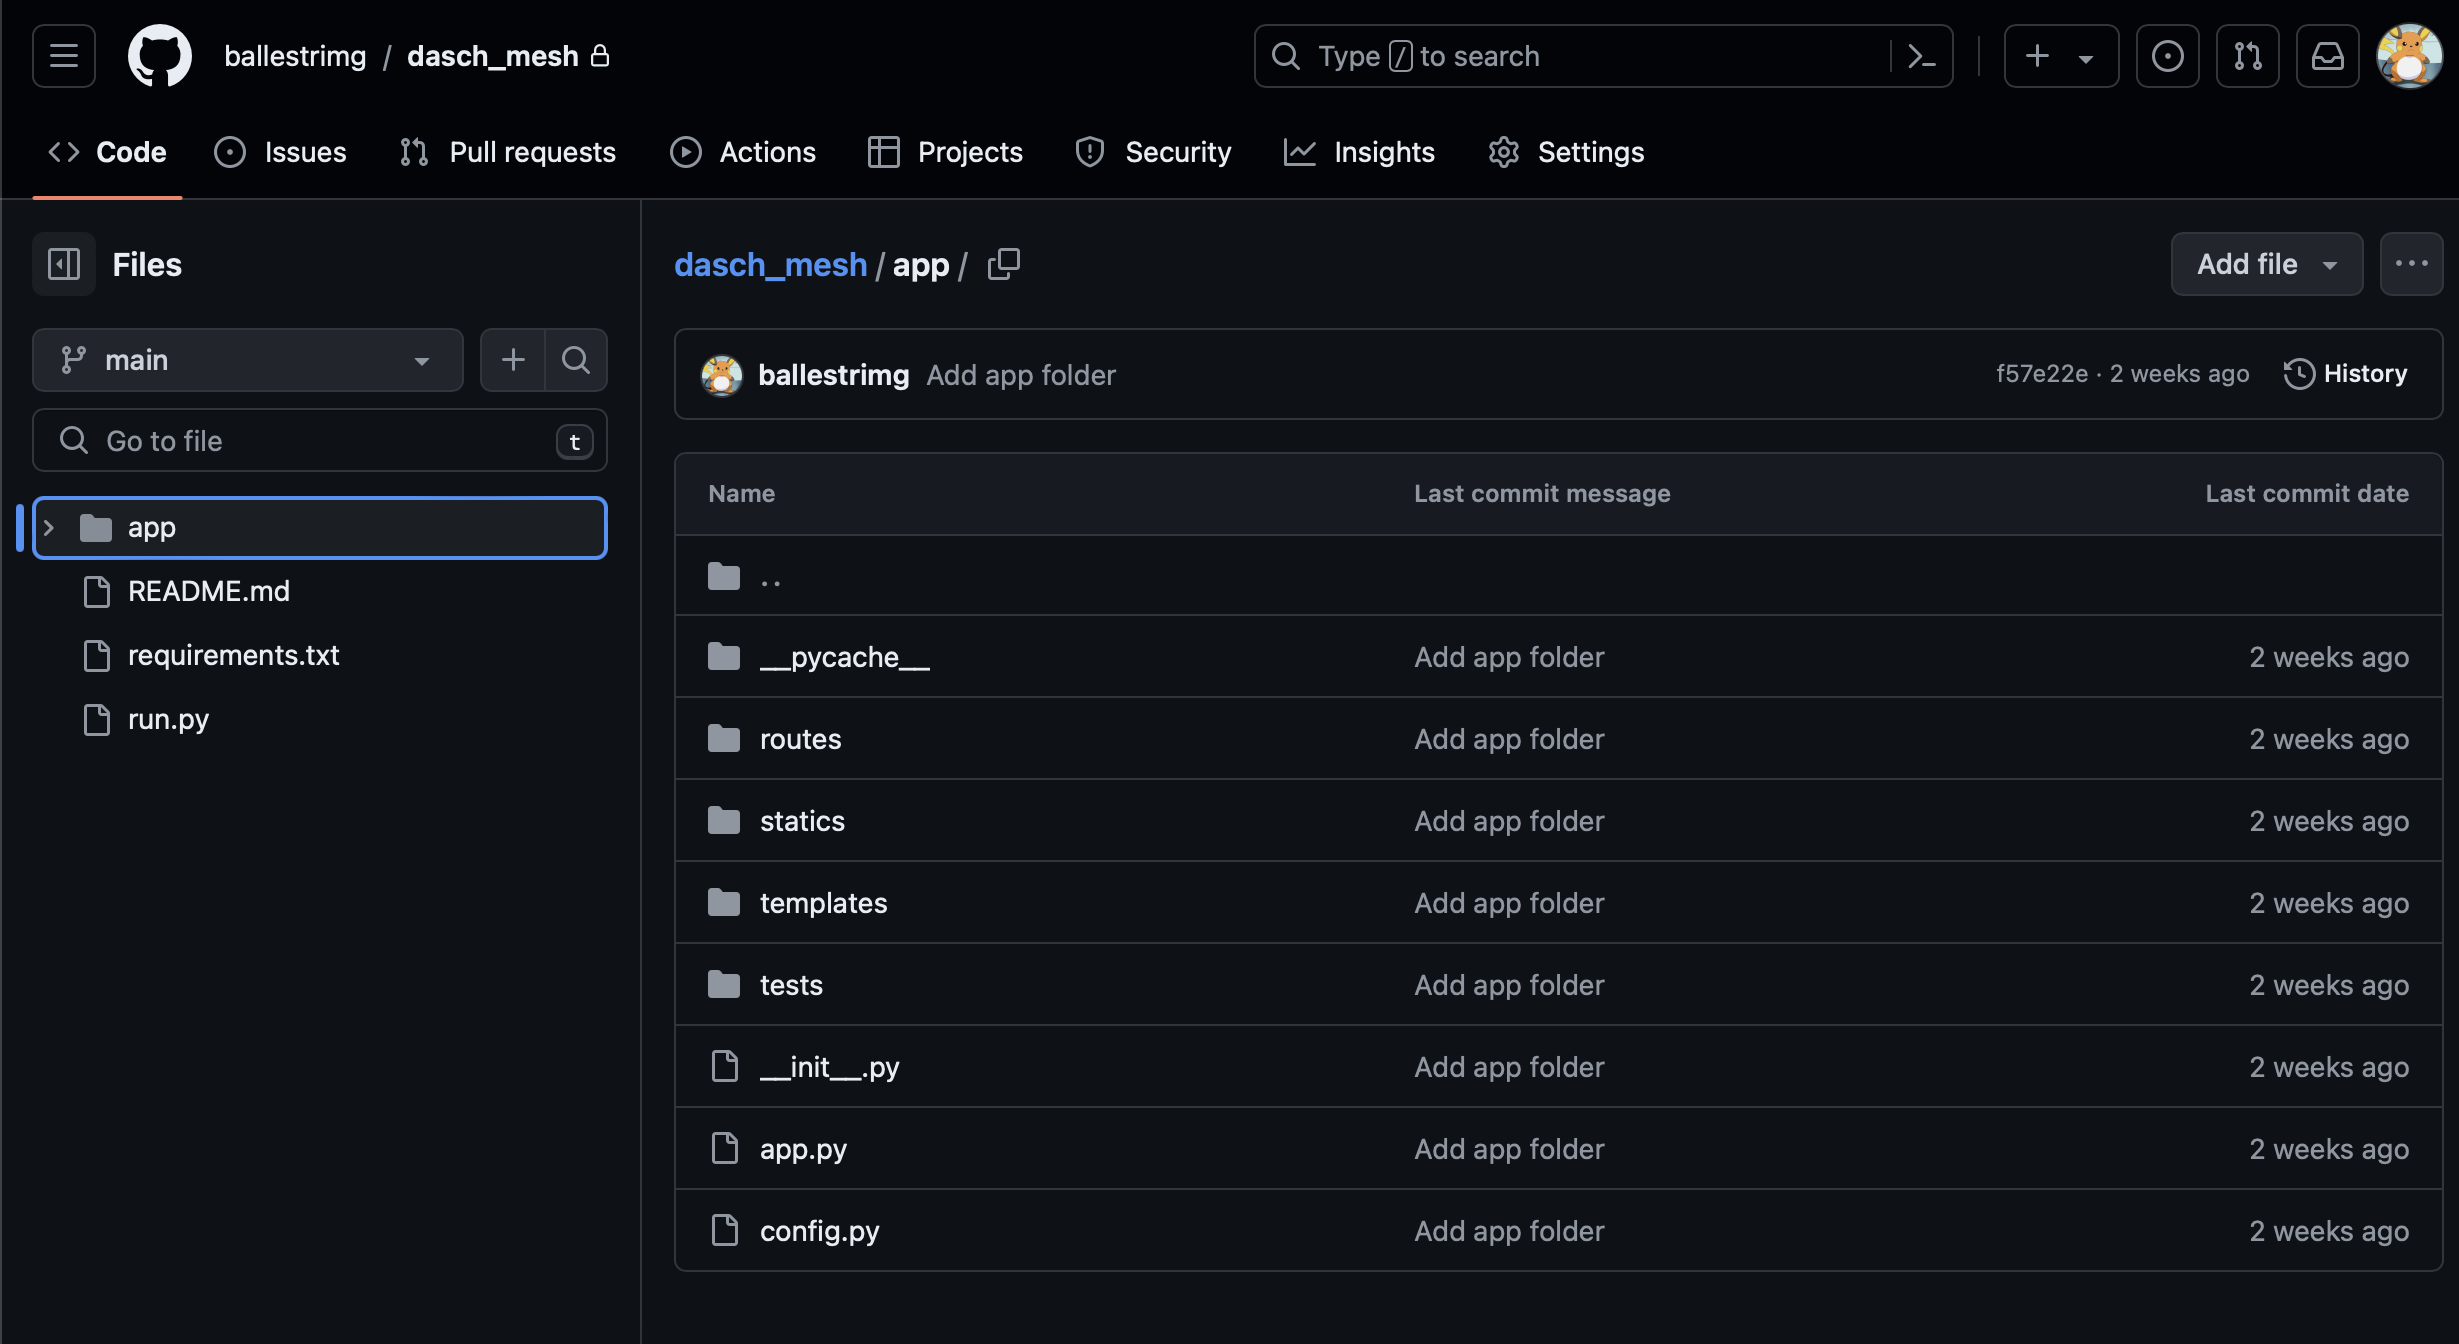 ballestrimg / dasch_mesh
Type / to search
Code Issues Pull requests Actions Projects Security Insights Settings
Files
main
Go to file t
app
README.md
requirements.txt
run.py
dasch_mesh / app /
Add file
ballestrimg Add app folder f57e22e · 2 weeks ago History
Name Last commit message Last commit date
..
__pycache__ Add app folder 2 weeks ago
routes Add app folder 2 weeks ago
statics Add app folder 2 weeks ago
templates Add app folder 2 weeks ago
tests Add app folder 2 weeks ago
__init__.py Add app folder 2 weeks ago
app.py Add app folder 2 weeks ago
config.py Add app folder 2 weeks ago